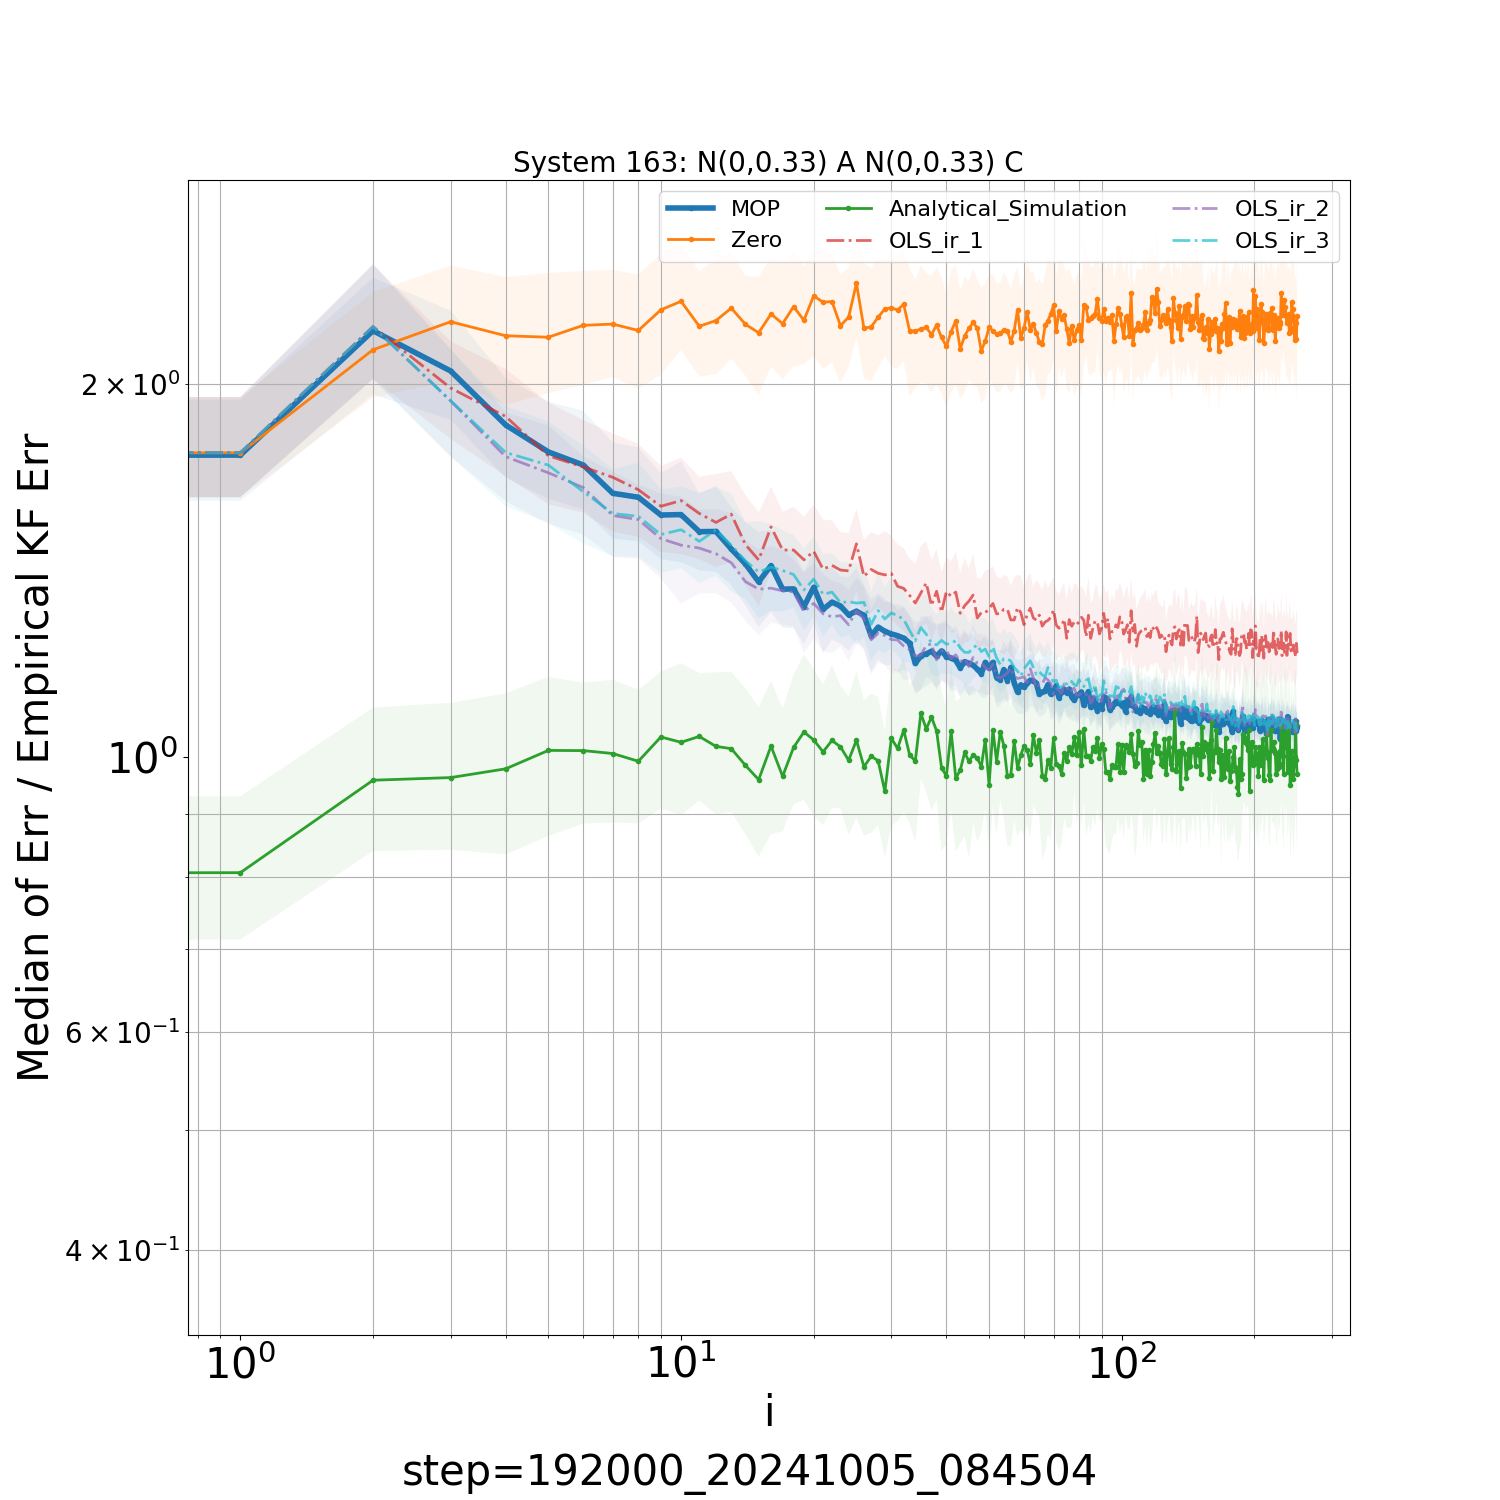 System 163: N(0,0.33) A N(0,0.33) C
MOP
Zero
Analytical_Simulation
OLS_ir_1
OLS_ir_2
OLS_ir_3
Median of Err / Empirical KF Err
2 × 10⁰
10⁰
6 × 10⁻¹
4 × 10⁻¹
10⁰ 10¹ 10²
i
step=192000_20241005_084504